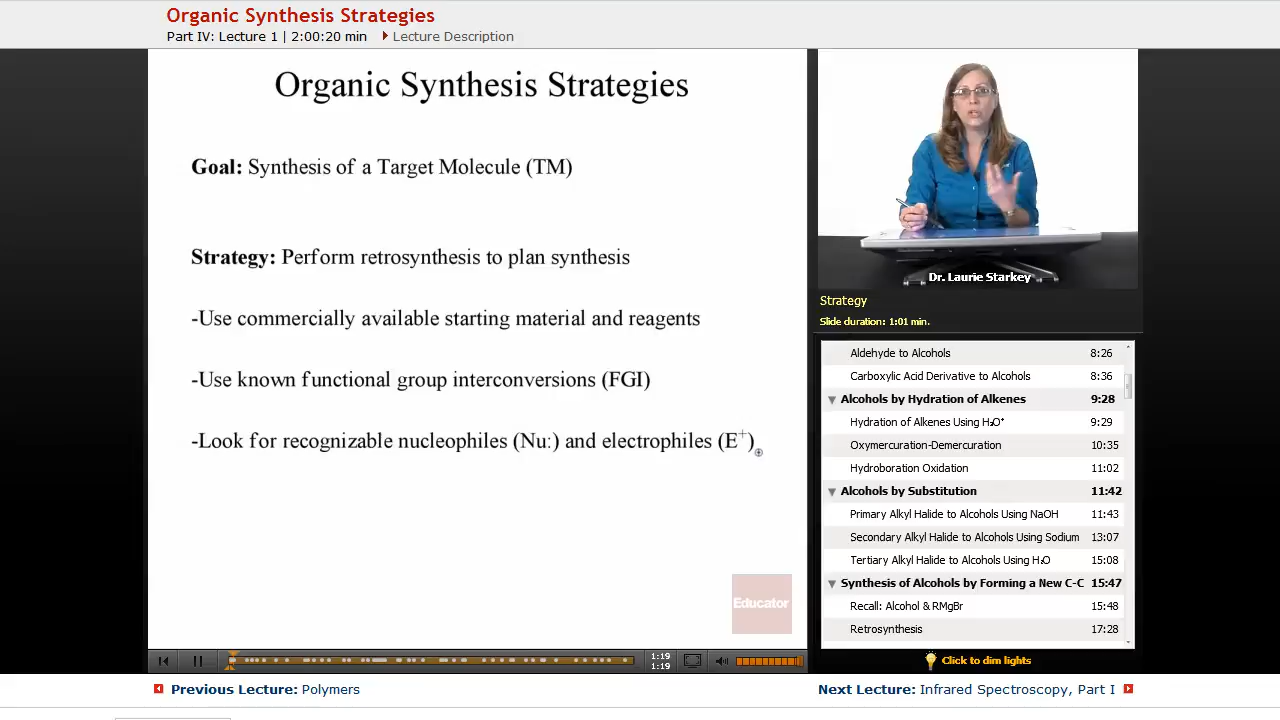 Organic Synthesis Strategies
Part IV: Lecture 1 | 2:00:20 min
Lecture Description
Organic Synthesis Strategies
Goal: Synthesis of a Target Molecule (TM)
Strategy: Perform retrosynthesis to plan synthesis
-Use commercially available starting material and reagents
-Use known functional group interconversions (FGI)
-Look for recognizable nucleophiles (Nu:) and electrophiles (E⁺)
Educator
1:19
1:19
Dr. Laurie Starkey
Strategy
Slide duration: 1:01 min.
Aldehyde to Alcohols 8:26
Carboxylic Acid Derivative to Alcohols 8:36
Alcohols by Hydration of Alkenes 9:28
Hydration of Alkenes Using H₃O⁺ 9:29
Oxymercuration-Demercuration 10:35
Hydroboration Oxidation 11:02
Alcohols by Substitution 11:42
Primary Alkyl Halide to Alcohols Using NaOH 11:43
Secondary Alkyl Halide to Alcohols Using Sodium 13:07
Tertiary Alkyl Halide to Alcohols Using H₂O 15:08
Synthesis of Alcohols by Forming a New C-C 15:47
Recall: Alcohol & RMgBr 15:48
Retrosynthesis 17:28
Click to dim lights
Previous Lecture: Polymers
Next Lecture: Infrared Spectroscopy, Part I